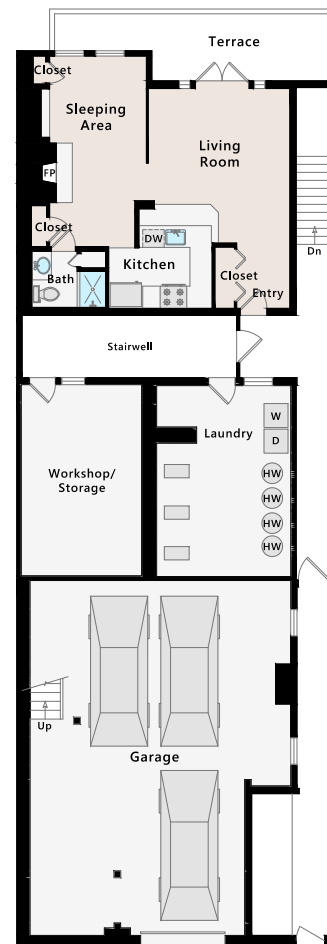 Terrace
Closet
Sleeping
Area
Living
Room
FP
Closet
DW
Dn
Bath
Kitchen
Closet
Entry
Stairwell
W
Laundry
D
Workshop/
Storage
HW
HW
HW
HW
Up
Garage